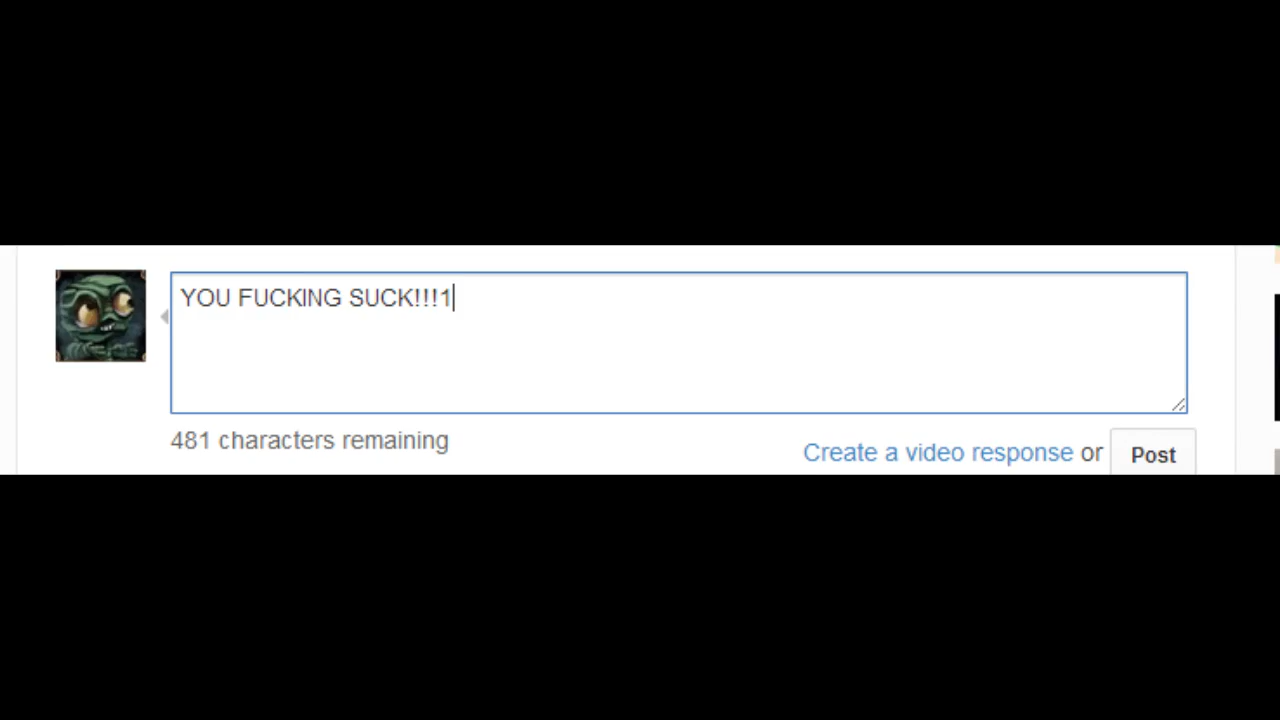 YOU FUCKING SUCK!!!1
481 characters remaining
Create a video response or Post